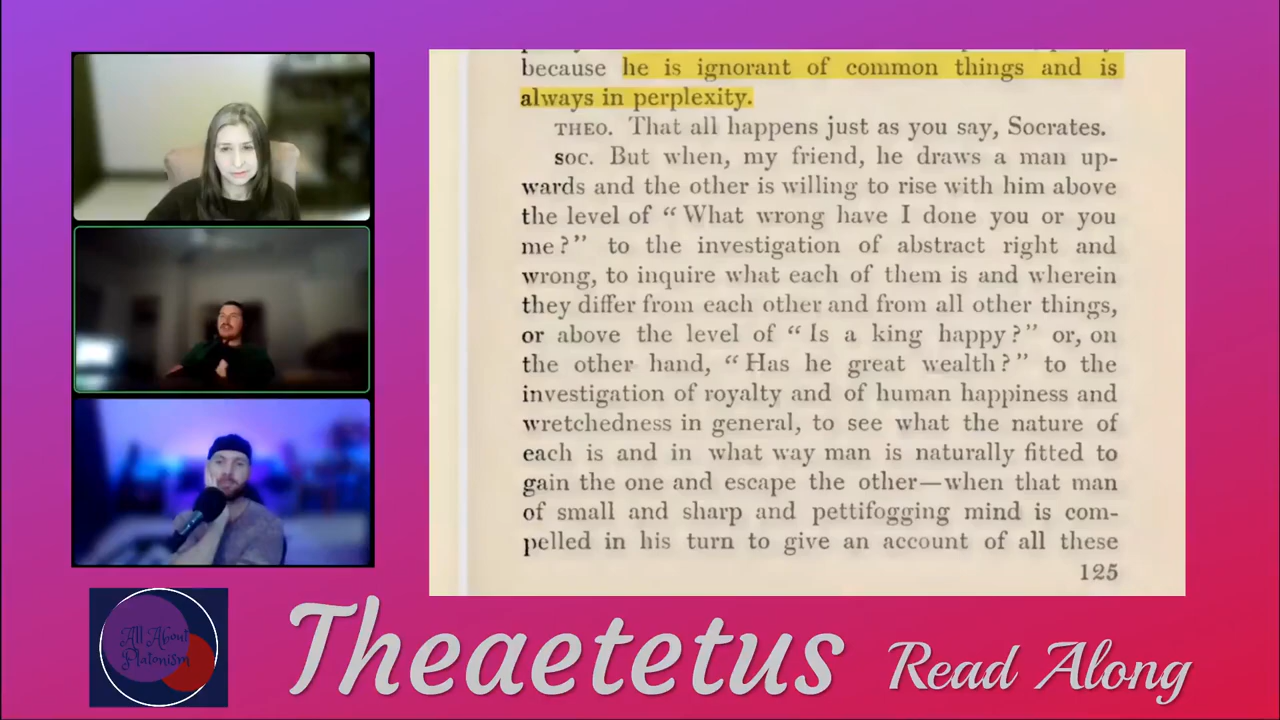 because he is ignorant of common things and is
always in perplexity.
THEO. That all happens just as you say, Socrates.
SOC. But when, my friend, he draws a man up-
wards and the other is willing to rise with him above
the level of “What wrong have I done you or you
me?” to the investigation of abstract right and
wrong, to inquire what each of them is and wherein
they differ from each other and from all other things,
or above the level of “Is a king happy?” or, on
the other hand, “Has he great wealth?” to the
investigation of royalty and of human happiness and
wretchedness in general, to see what the nature of
each is and in what way man is naturally fitted to
gain the one and escape the other—when that man
of small and sharp and pettifogging mind is com-
pelled in his turn to give an account of all these
125
All About
Platonism
Theaetetus Read Along